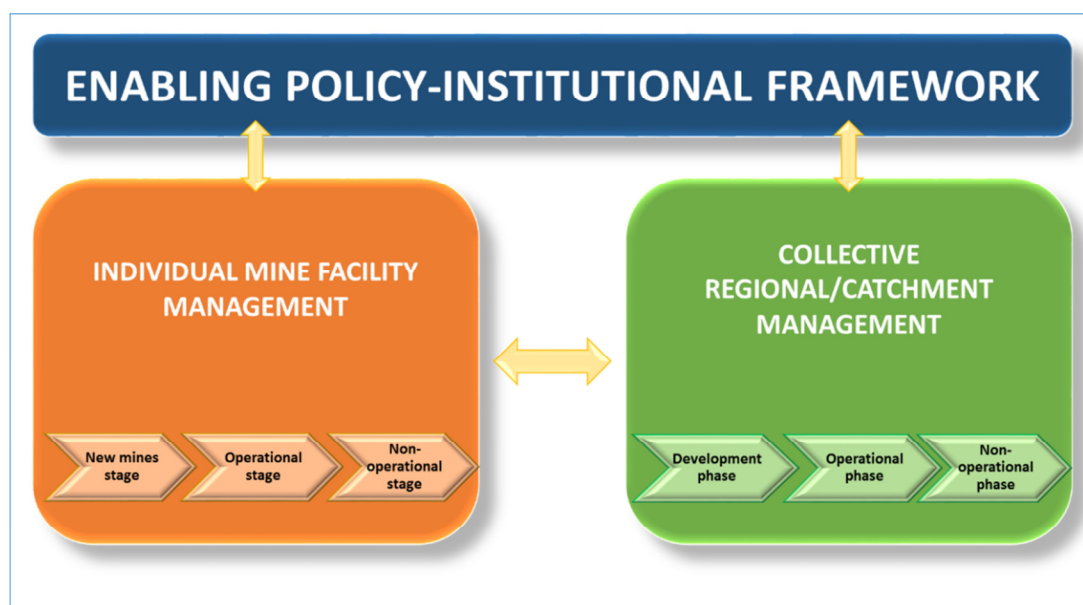 ENABLING POLICY-INSTITUTIONAL FRAMEWORK
INDIVIDUAL MINE FACILITY
MANAGEMENT
New mines
stage
Operational
stage
Non-
operational
stage
COLLECTIVE
REGIONAL/CATCHMENT
MANAGEMENT
Development
phase
Operational
phase
Non-
operational
phase